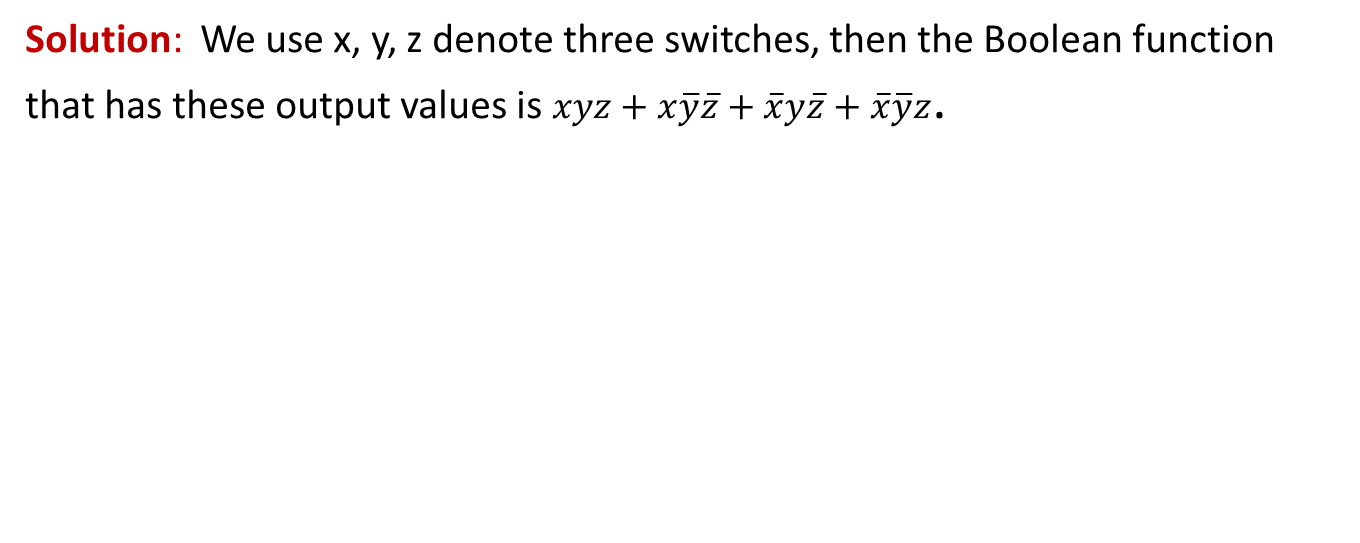 Solution: We use x, y, z denote three switches, then the Boolean function
that has these output values is xyz + xȳz̄ + x̄yz̄ + x̄ȳz.